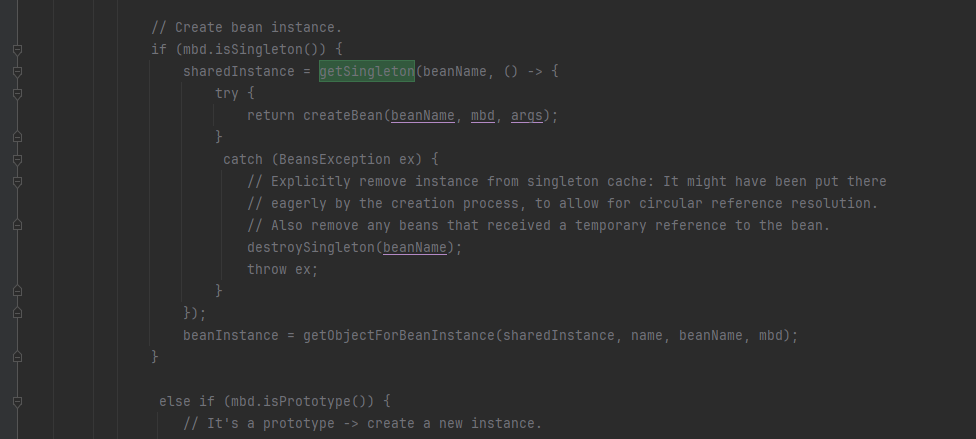 // Create bean instance.
if (mbd.isSingleton()) {
sharedInstance = getSingleton(beanName, () -> {
try {
return createBean(beanName, mbd, args);
}
catch (BeansException ex) {
// Explicitly remove instance from singleton cache: It might have been put there
// eagerly by the creation process, to allow for circular reference resolution.
// Also remove any beans that received a temporary reference to the bean.
destroySingleton(beanName);
throw ex;
}
});
beanInstance = getObjectForBeanInstance(sharedInstance, name, beanName, mbd);
}
else if (mbd.isPrototype()) {
// It's a prototype -> create a new instance.